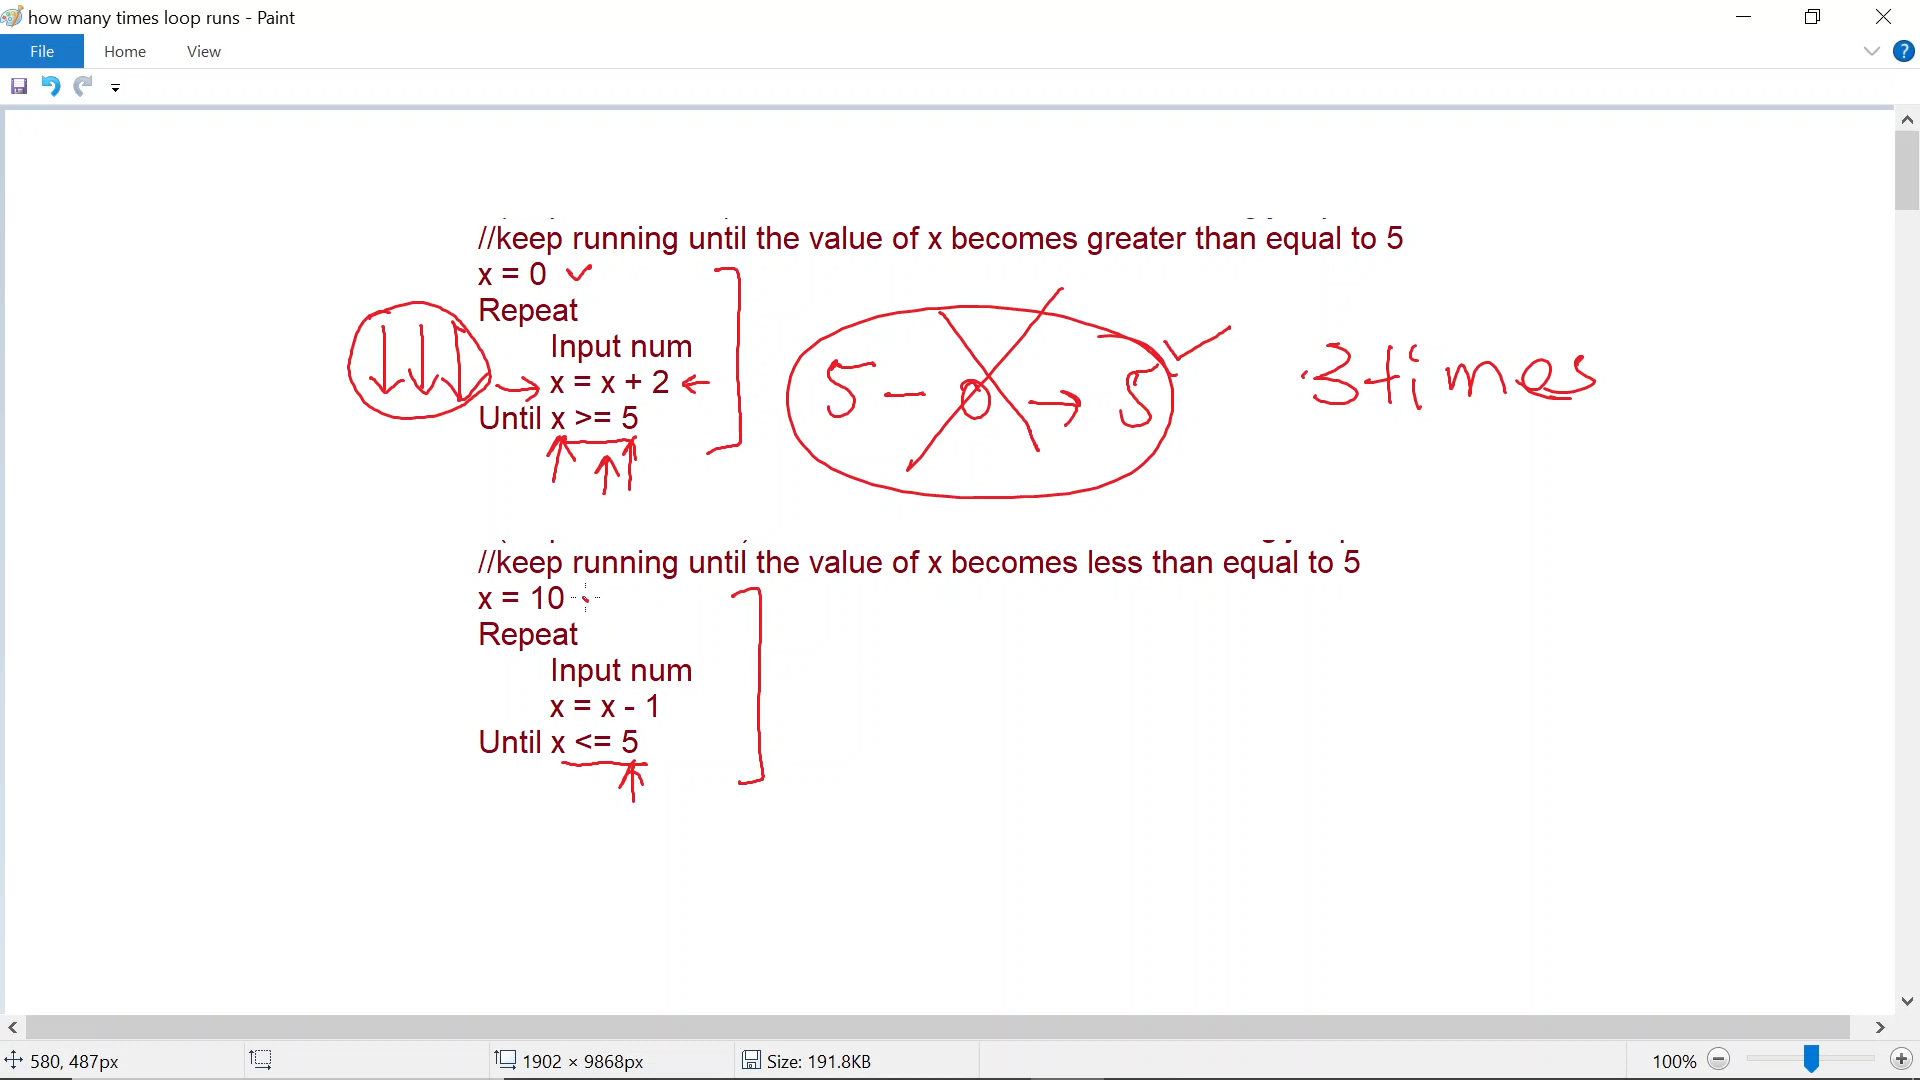 how many times loop runs - Paint
File Home View
//keep running until the value of x becomes greater than equal to 5
x = 0
Repeat
Input num
x = x + 2
Until x >= 5
5 - 0 → 5
3 times
//keep running until the value of x becomes less than equal to 5
x = 10
Repeat
Input num
x = x - 1
Until x <= 5
580, 487px
1902 × 9868px
Size: 191.8KB
100%